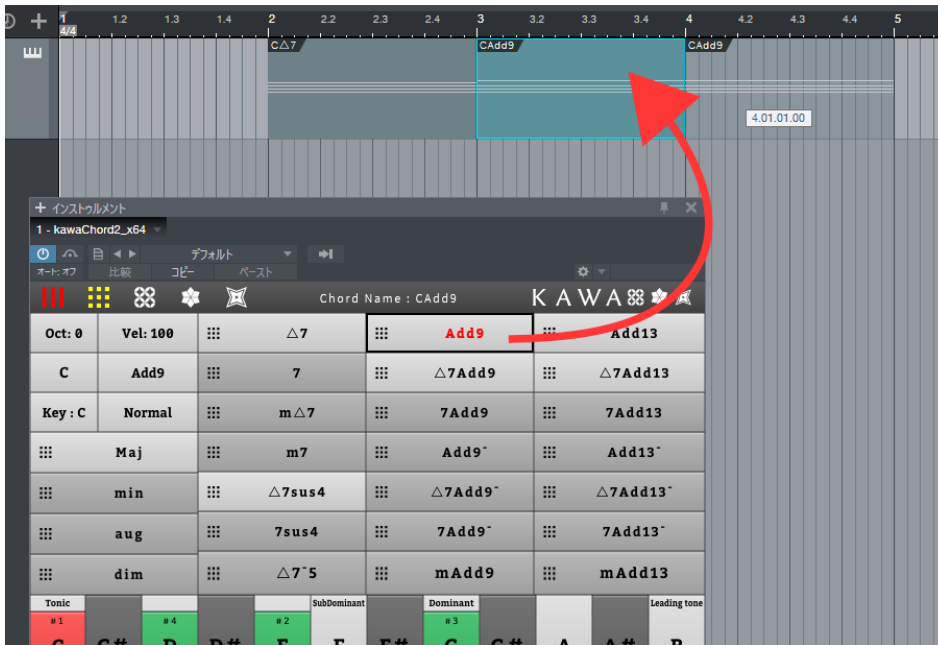 1 1.2 1.3 1.4 2 2.2 2.3 2.4 3 3.2 3.3 3.4 4 4.2 4.3 4.4 5
4/4
C△7 CAdd9 CAdd9
4.01.01.00
インストゥルメント
1 - kawaChord2_x64
デフォルト
オート: オフ 比較 コピー ペースト
Chord Name : CAdd9 KAWA
Oct: 0 Vel: 100 △7 Add9 Add13
C Add9 7 △7Add9 △7Add13
Key : C Normal m△7 7Add9 7Add13
Maj m7 Add9⁻ Add13⁻
min △7sus4 △7Add9⁻ △7Add13⁻
aug 7sus4 7Add9⁻ 7Add13⁻
dim △7⁻5 mAdd9 mAdd13
Tonic SubDominant Dominant Leading tone
#1 #4 #2 #3
C C# D D# E F F# G G# A A# B